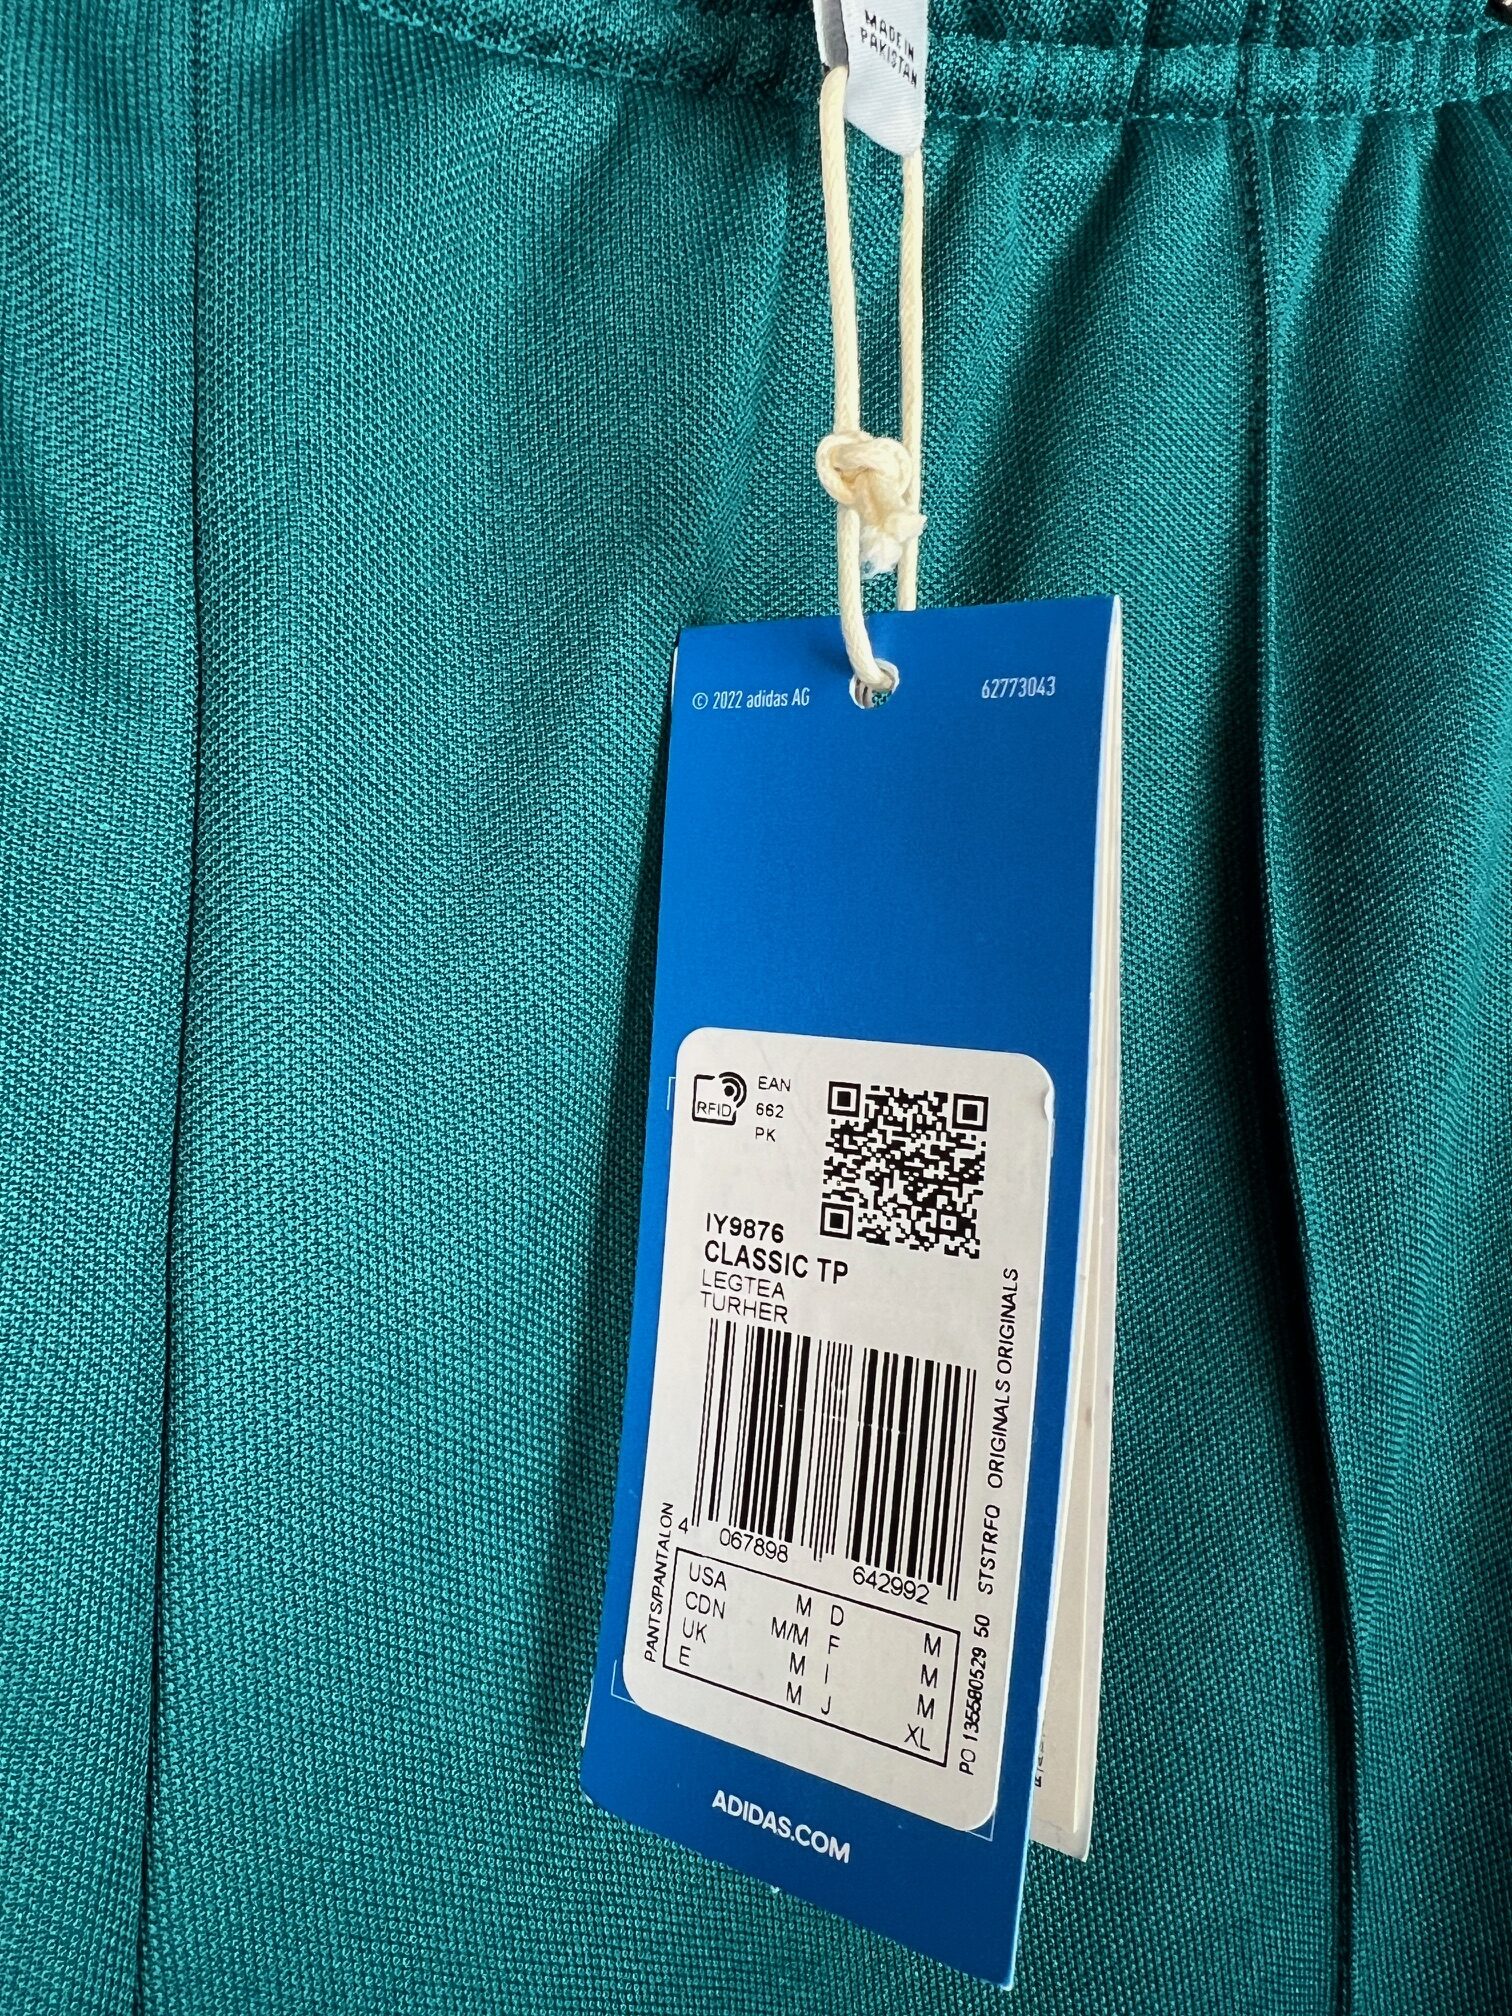 MADE IN
PAKISTAN
© 2022 adidas AG
62773043
RFID
EAN
662
PK
IY9876
CLASSIC TP
LEGTEA
TURHER
4 067898 642992
PANTS/PANTALON
USA M D M
CDN M/M F M
UK M I M
E M J XL
PO 135580529 50 STSTRFO ORIGINALS ORIGINALS
ADIDAS.COM